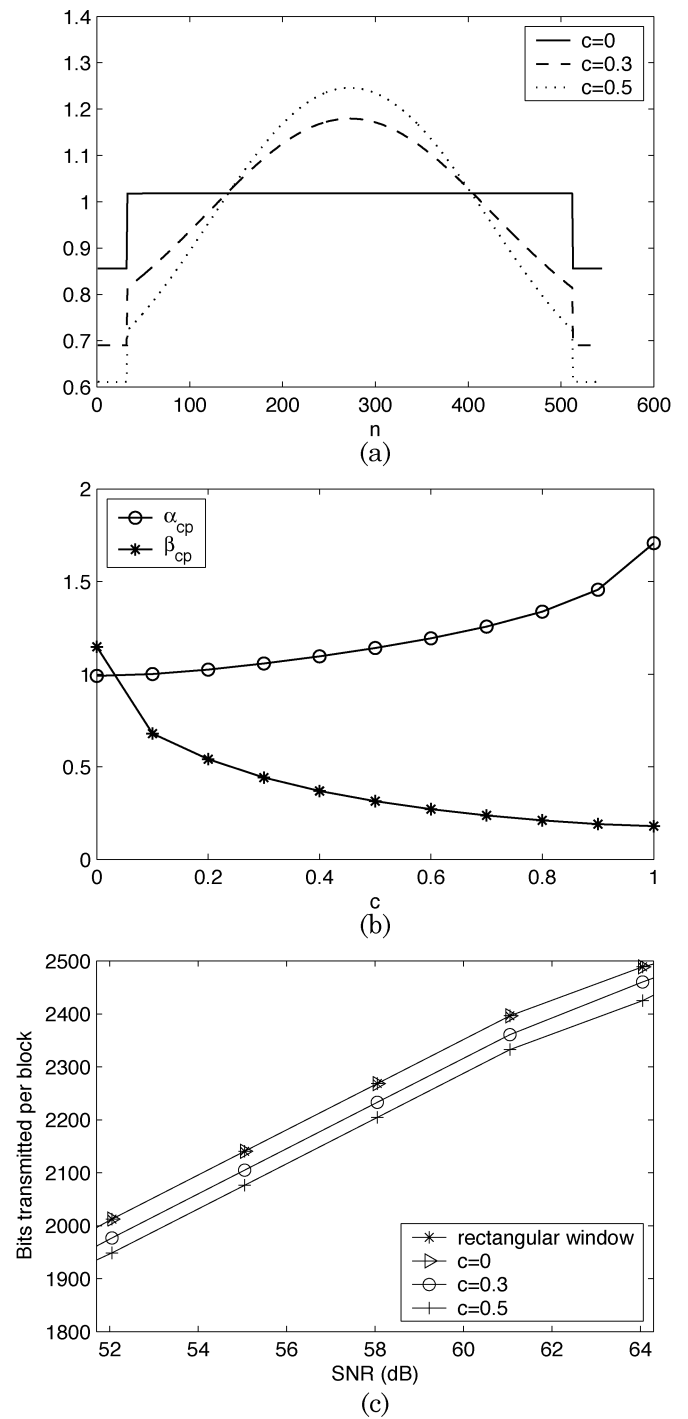 1.4
1.3
1.2
1.1
1
0.9
0.8
0.7
0.6
c=0
c=0.3
c=0.5
0 100 200 300 400 500 600
n
(a)
2
1.5
1
0.5
0
αcp
βcp
0 0.2 0.4 0.6 0.8 1
c
(b)
2500
2400
2300
2200
2100
2000
1900
1800
Bits transmitted per block
rectangular window
c=0
c=0.3
c=0.5
52 54 56 58 60 62 64
SNR (dB)
(c)